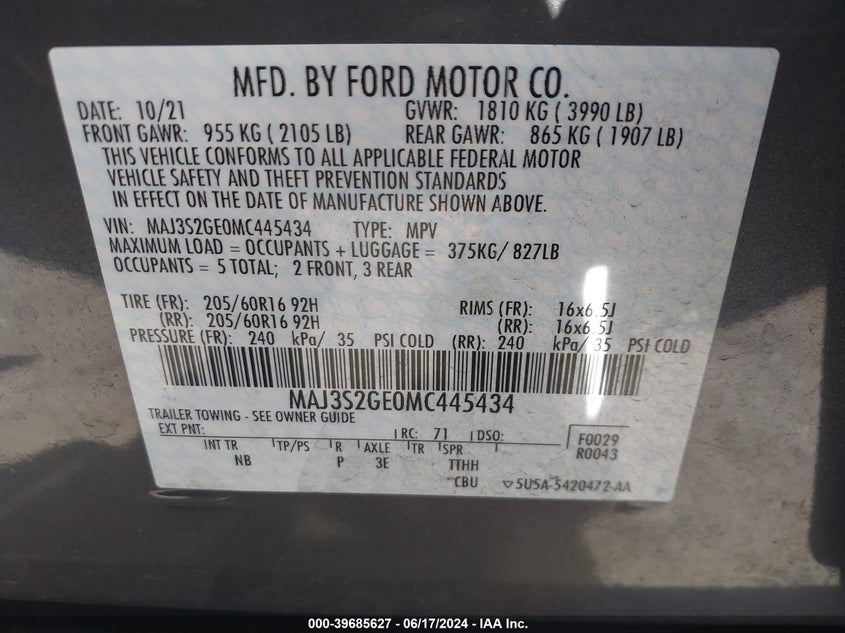 MFD. BY FORD MOTOR CO.
DATE: 10/21 GVWR: 1810 KG ( 3990 LB)
FRONT GAWR: 955 KG ( 2105 LB) REAR GAWR: 865 KG ( 1907 LB)
THIS VEHICLE CONFORMS TO ALL APPLICABLE FEDERAL MOTOR
VEHICLE SAFETY AND THEFT PREVENTION STANDARDS
IN EFFECT ON THE DATE OF MANUFACTURE SHOWN ABOVE.
VIN: MAJ3S2GE0MC445434 TYPE: MPV
MAXIMUM LOAD = OCCUPANTS + LUGGAGE = 375KG/ 827LB
OCCUPANTS = 5 TOTAL; 2 FRONT, 3 REAR
TIRE (FR): 205/60R16 92H RIMS (FR): 16x6.5J
(RR): 205/60R16 92H (RR): 16x6.5J
PRESSURE (FR): 240 kPa/ 35 PSI COLD (RR): 240 kPa/ 35 PSI COLD
MAJ3S2GE0MC445434
TRAILER TOWING - SEE OWNER GUIDE
EXT PNT: RC: 71 DSO: F0029
INT TR TP/PS R AXLE TR SPR R0043
NB P 3E TTHH
CBU ▽5U5A-5420472-AA
000-39685627 / 06/17/2024 - IAA Inc.